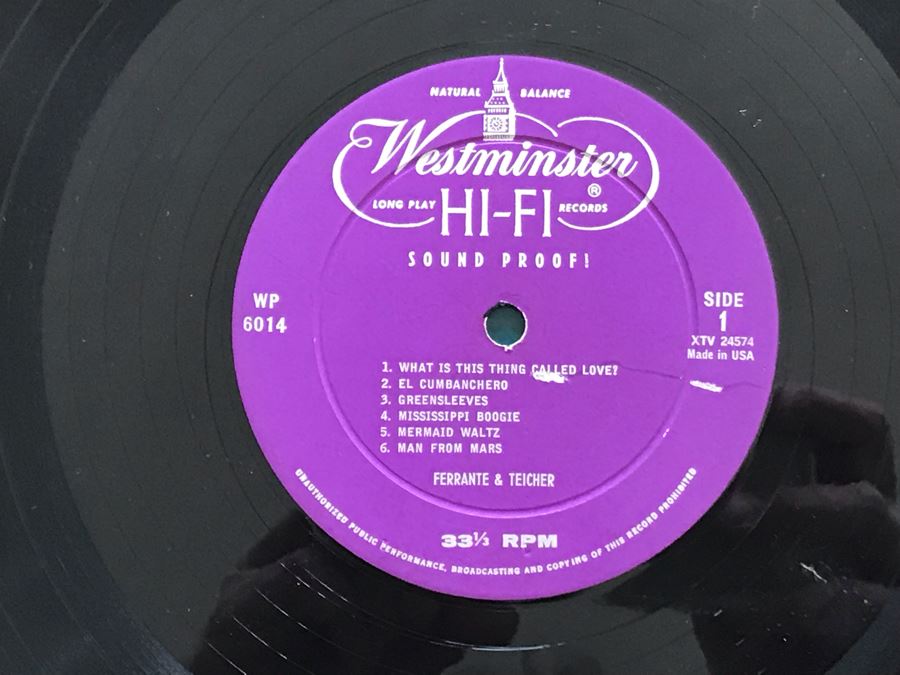 NATURAL BALANCE
Westminster ®
LONG PLAY HI-FI RECORDS
SOUND PROOF!
WP
6014
SIDE
1
XTV 24574
Made in USA
1. WHAT IS THIS THING CALLED LOVE?
2. EL CUMBANCHERO
3. GREENSLEEVES
4. MISSISSIPPI BOOGIE
5. MERMAID WALTZ
6. MAN FROM MARS
FERRANTE & TEICHER
33⅓ RPM
UNAUTHORIZED PUBLIC PERFORMANCE, BROADCASTING AND COPYING OF THIS RECORD PROHIBITED